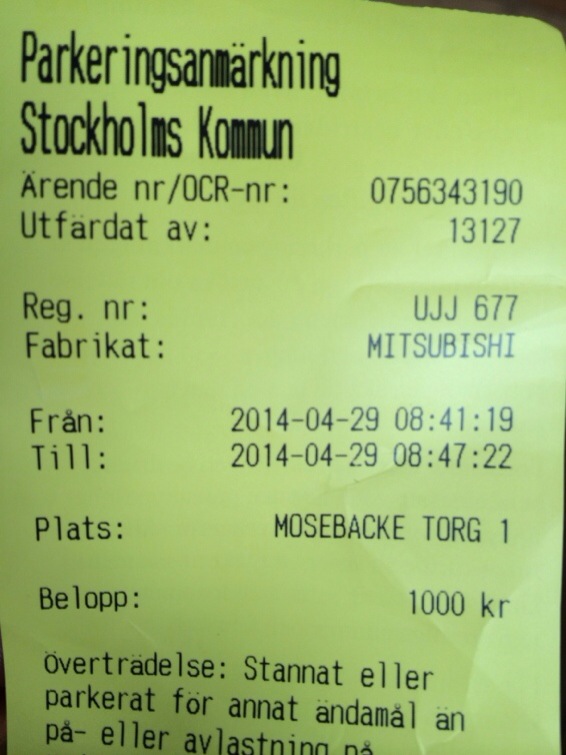 Parkeringsanmärkning
Stockholms Kommun
Ärende nr/OCR-nr: 0756343190
Utfärdat av: 13127
Reg. nr: UJJ 677
Fabrikat: MITSUBISHI
Från: 2014-04-29 08:41:19
Till: 2014-04-29 08:47:22
Plats: MOSEBACKE TORG 1
Belopp: 1000 kr
Överträdelse: Stannat eller
parkerat för annat ändamål än
på- eller avlastning på